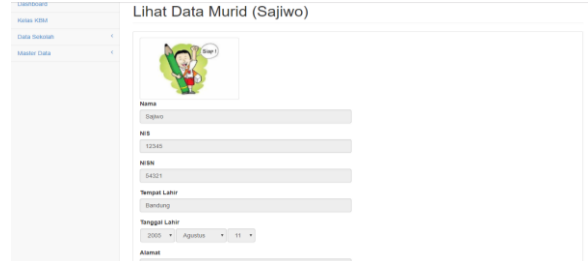 Dashboard
Kelas KBM
Data Sekolah
Master Data
Lihat Data Murid (Sajiwo)
Siap !
Nama
Sajiwo
NIS
12345
NISN
54321
Tempat Lahir
Bandung
Tanggal Lahir
2005 Agustus 11
Alamat